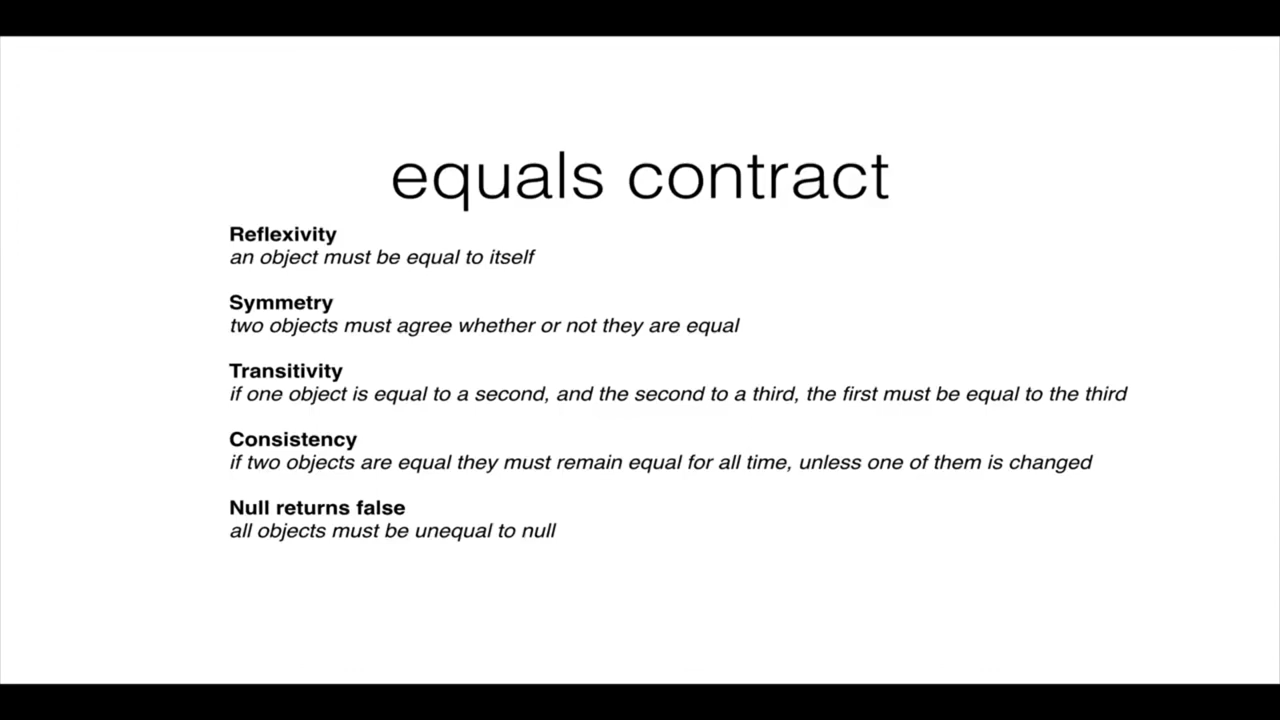 equals contract
Reflexivity
an object must be equal to itself
Symmetry
two objects must agree whether or not they are equal
Transitivity
if one object is equal to a second, and the second to a third, the first must be equal to the third
Consistency
if two objects are equal they must remain equal for all time, unless one of them is changed
Null returns false
all objects must be unequal to null